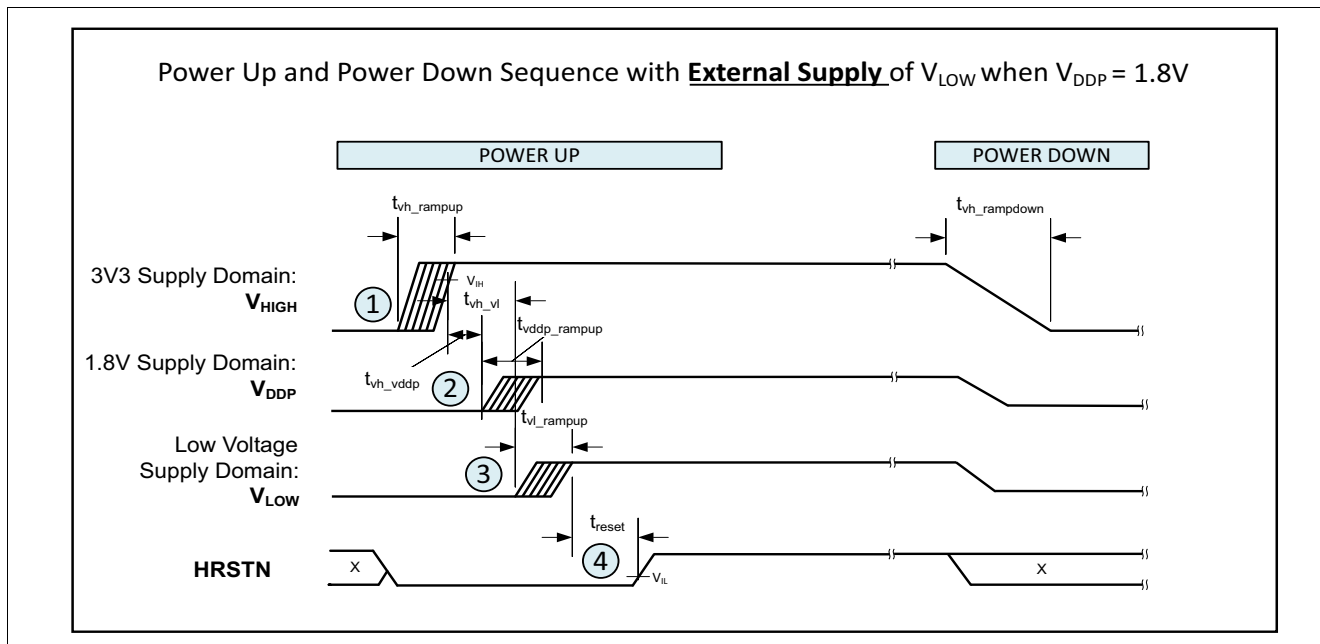 Power Up and Power Down Sequence with External Supply of VLOW when VDDP = 1.8V
POWER UP
POWER DOWN
tvh_rampup
tvh_rampdown
3V3 Supply Domain:
VHIGH
1
VIH
tvh_vl
tvddp_rampup
1.8V Supply Domain:
VDDP
tvh_vddp
2
tvl_rampup
Low Voltage
Supply Domain:
VLOW
3
treset
4
HRSTN
X
VIL
X